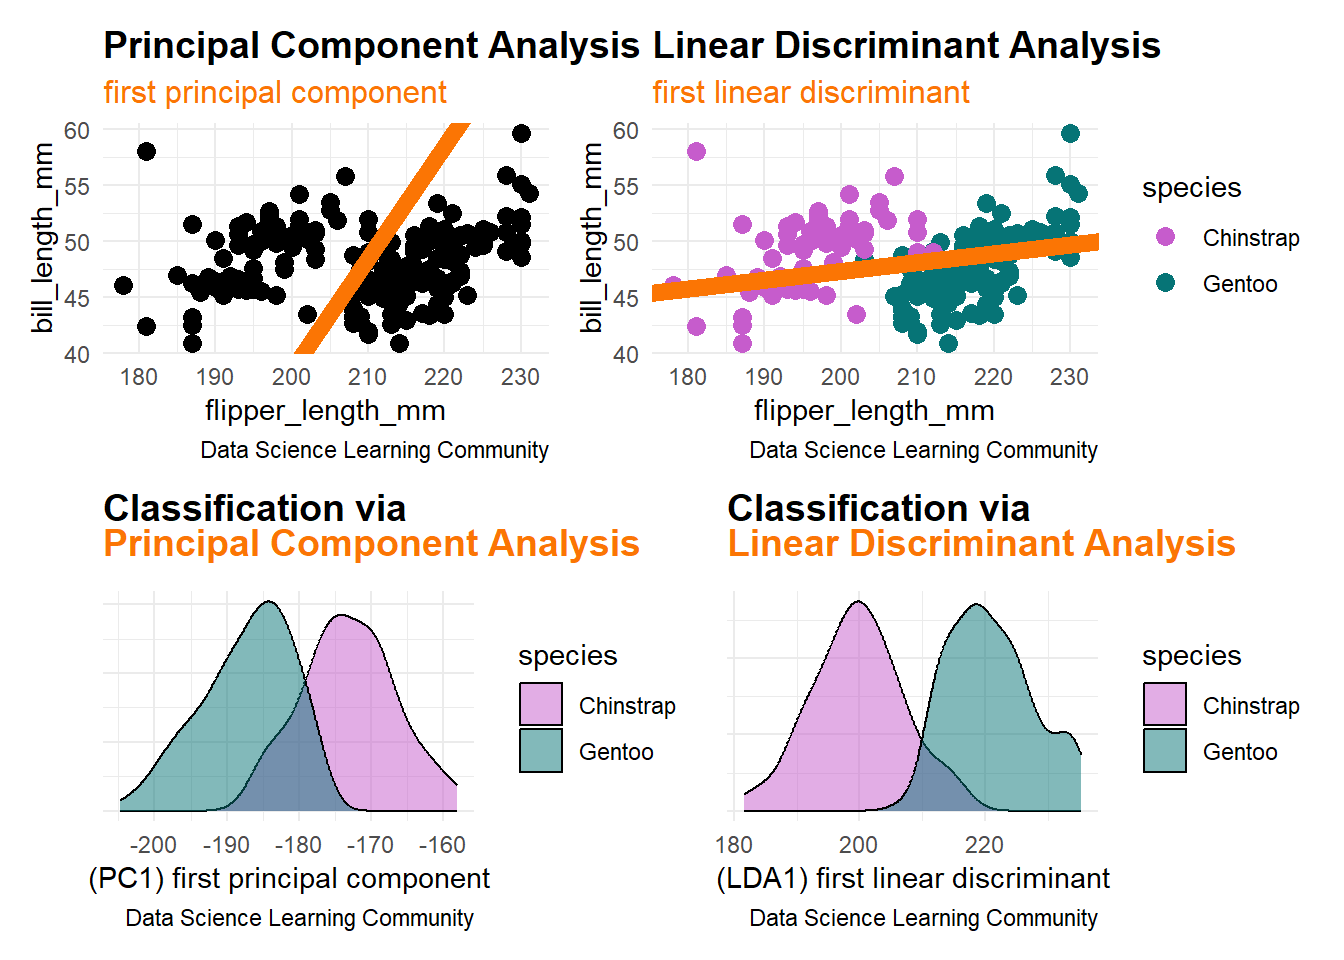 Principal Component Analysis
first principal component
60
55
50
45
40
bill_length_mm
180 190 200 210 220 230
flipper_length_mm
Data Science Learning Community
Linear Discriminant Analysis
first linear discriminant
60
55
50
45
40
bill_length_mm
180 190 200 210 220 230
flipper_length_mm
Data Science Learning Community
species
Chinstrap
Gentoo
Classification via
Principal Component Analysis
-200 -190 -180 -170 -160
(PC1) first principal component
Data Science Learning Community
species
Chinstrap
Gentoo
Classification via
Linear Discriminant Analysis
180 200 220
(LDA1) first linear discriminant
Data Science Learning Community
species
Chinstrap
Gentoo